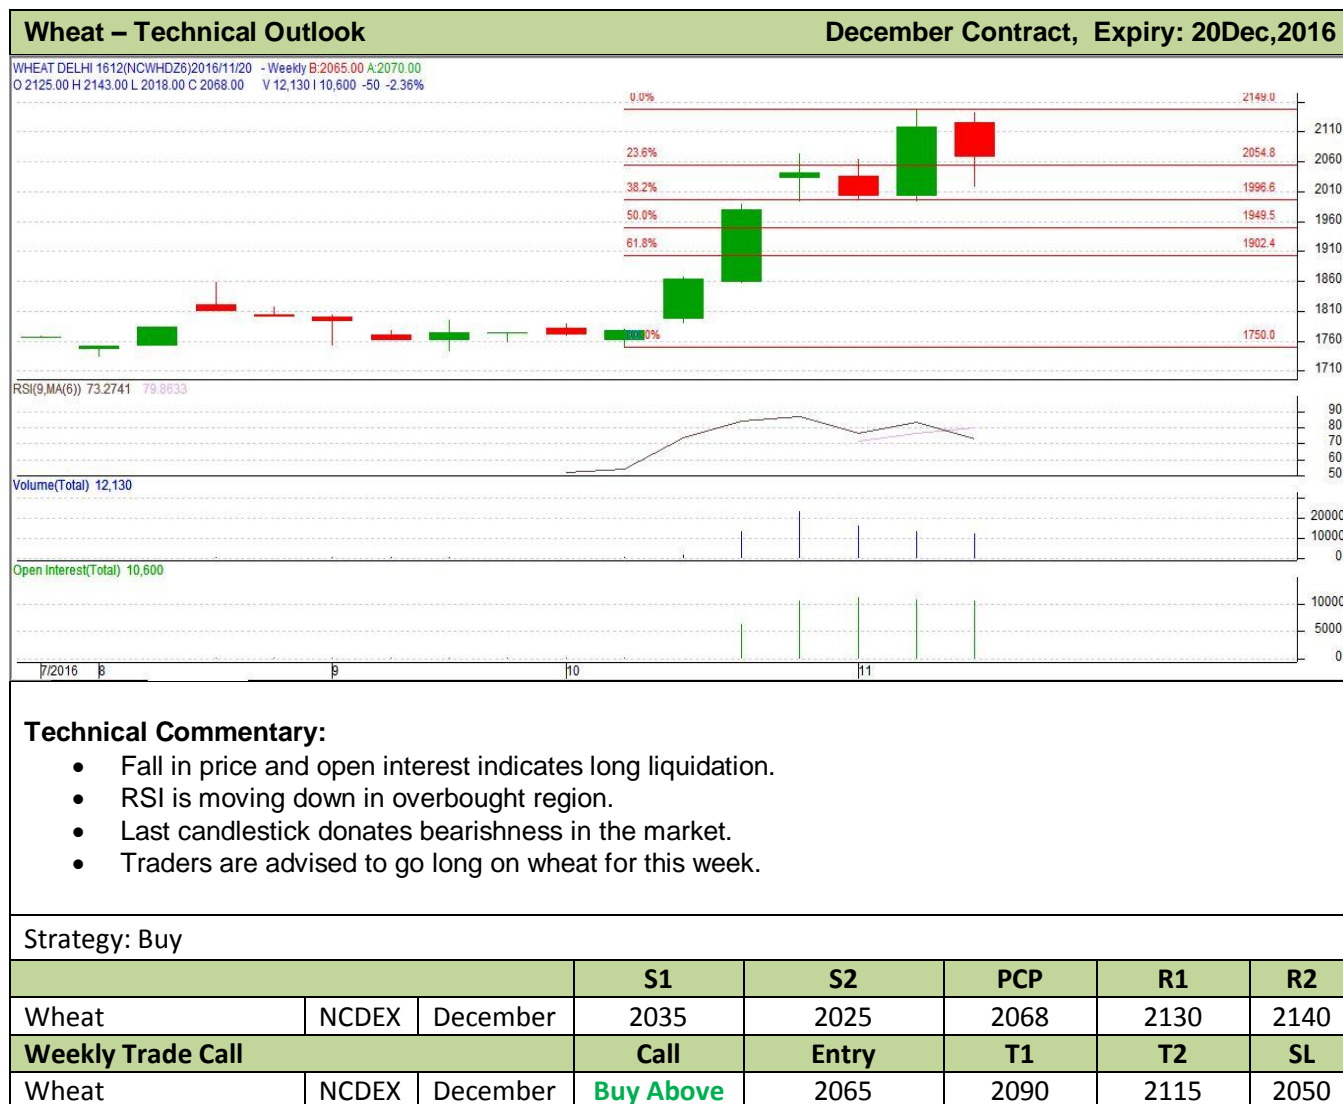 Wheat – Technical Outlook December Contract, Expiry: 20Dec,2016
WHEAT DELHI 1612(NCWHDZ6)2016/11/20 - Weekly B:2065.00 A:2070.00
O 2125.00 H 2143.00 L 2018.00 C 2068.00 V 12,130 I 10,600 -50 -2.36%
0.0% 2149.0
2110
23.6% 2054.8
2060
38.2% 1996.6
2010
50.0% 1949.5
1960
61.8% 1902.4
1910
1860
1810
0% 1750.0
1760
1710
RSI(9,MA(6)) 73.2741 79.8633
90
80
70
60
50
Volume(Total) 12,130
20000
10000
0
Open Interest(Total) 10,600
10000
5000
0
7/2016 8 9 10 11
Technical Commentary:
• Fall in price and open interest indicates long liquidation.
• RSI is moving down in overbought region.
• Last candlestick donates bearishness in the market.
• Traders are advised to go long on wheat for this week.
Strategy: Buy
S1 S2 PCP R1 R2
Wheat NCDEX December 2035 2025 2068 2130 2140
Weekly Trade Call Call Entry T1 T2 SL
Wheat NCDEX December Buy Above 2065 2090 2115 2050